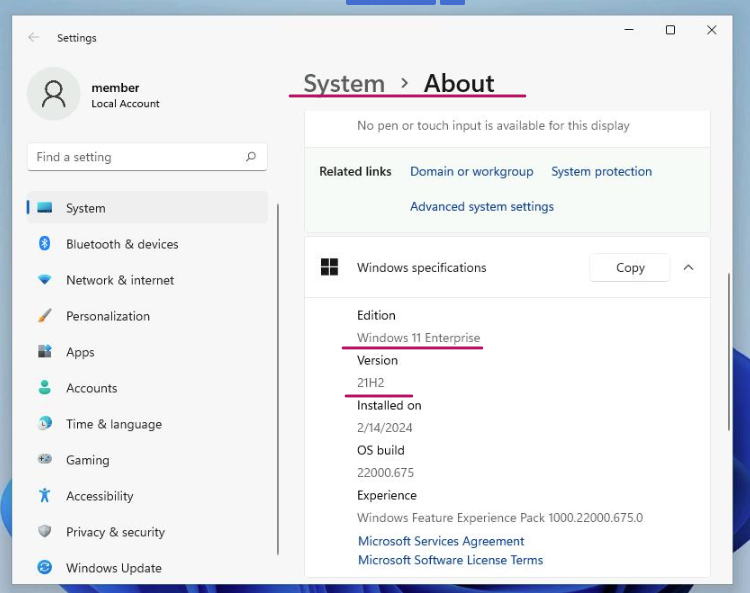 Settings
member
Local Account
Find a setting
System
Bluetooth & devices
Network & internet
Personalization
Apps
Accounts
Time & language
Gaming
Accessibility
Privacy & security
Windows Update
System › About
No pen or touch input is available for this display
Related links Domain or workgroup System protection
Advanced system settings
Windows specifications Copy
Edition
Windows 11 Enterprise
Version
21H2
Installed on
2/14/2024
OS build
22000.675
Experience
Windows Feature Experience Pack 1000.22000.675.0
Microsoft Services Agreement
Microsoft Software License Terms